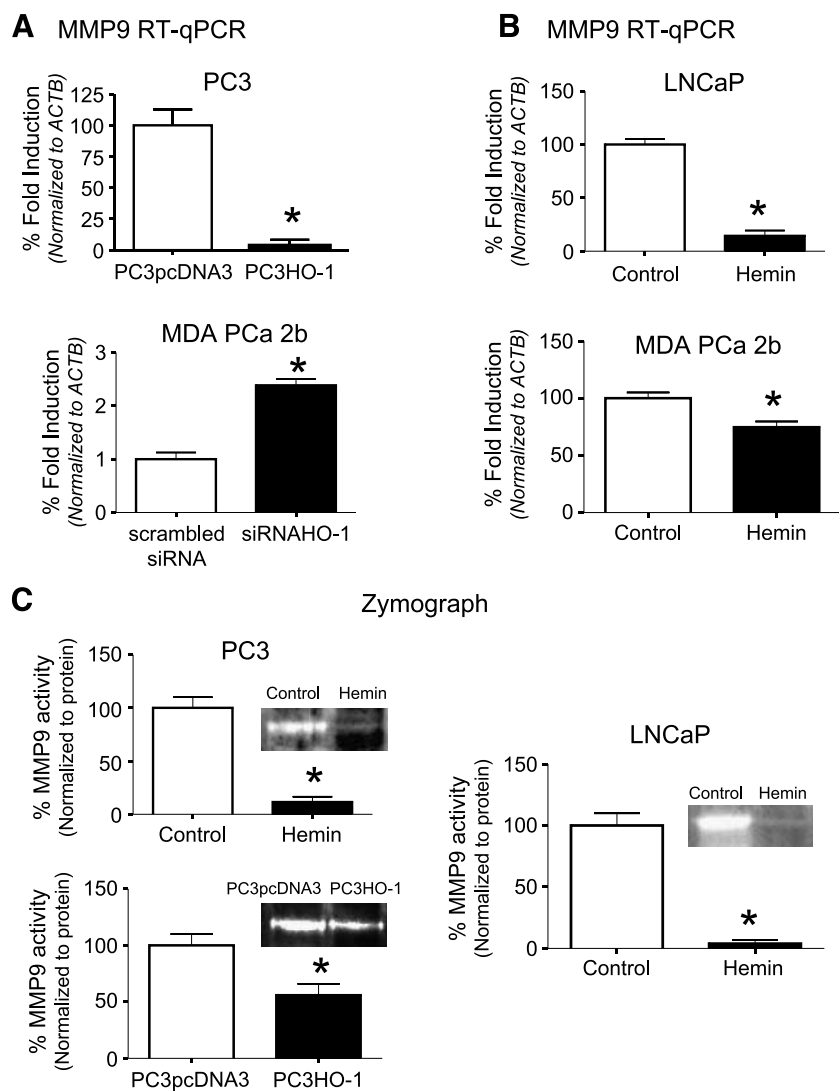 A MMP9 RT-qPCR
PC3
% Fold Induction
(Normalized to ACTB)
125
100
75
50
25
0
*
PC3pcDNA3 PC3HO-1
MDA PCa 2b
% Fold Induction
(Normalized to ACTB)
3
2
1
0
*
scrambled siRNAHO-1
siRNA
B MMP9 RT-qPCR
LNCaP
% Fold Induction
(Normalized to ACTB)
150
100
50
0
*
Control Hemin
MDA PCa 2b
% Fold Induction
(Normalized to ACTB)
150
100
50
0
*
Control Hemin
C Zymograph
PC3
% MMP9 activity
(Normalized to protein)
150
100
50
0
Control Hemin
*
Control Hemin
% MMP9 activity
(Normalized to protein)
150
100
50
0
PC3pcDNA3 PC3HO-1
*
PC3pcDNA3 PC3HO-1
LNCaP
% MMP9 activity
(Normalized to protein)
150
100
50
0
Control Hemin
*
Control Hemin